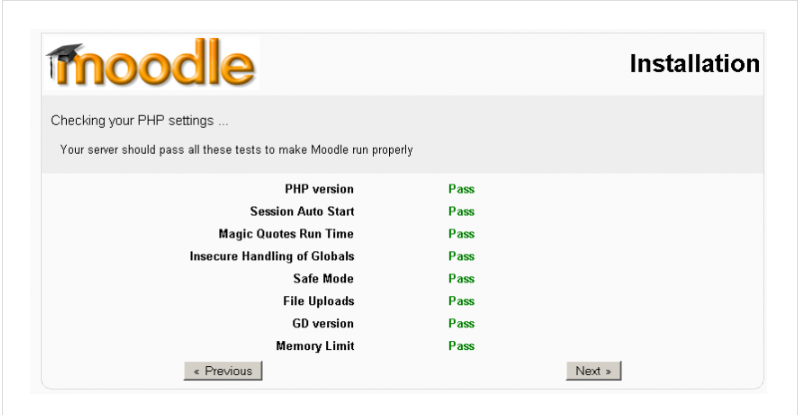 moodle
Installation
Checking your PHP settings ...
Your server should pass all these tests to make Moodle run properly
PHP version Pass
Session Auto Start Pass
Magic Quotes Run Time Pass
Insecure Handling of Globals Pass
Safe Mode Pass
File Uploads Pass
GD version Pass
Memory Limit Pass
« Previous Next »